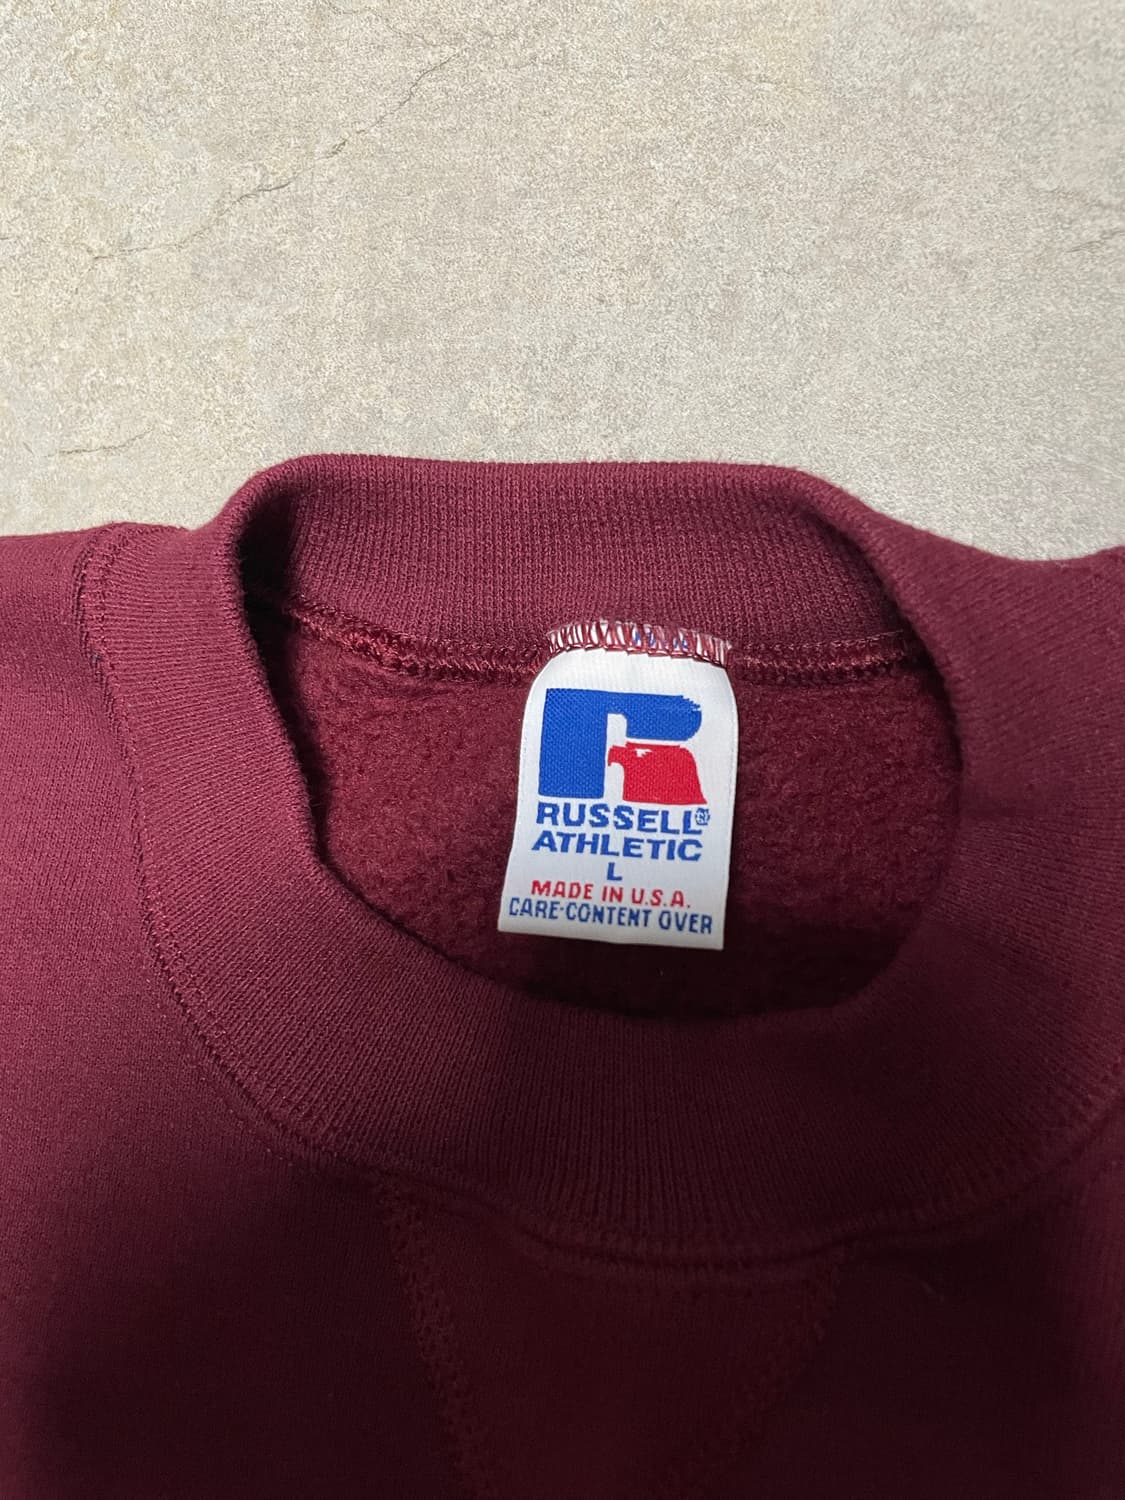 RUSSELL®
ATHLETIC
L
MADE IN U.S.A.
CARE-CONTENT OVER